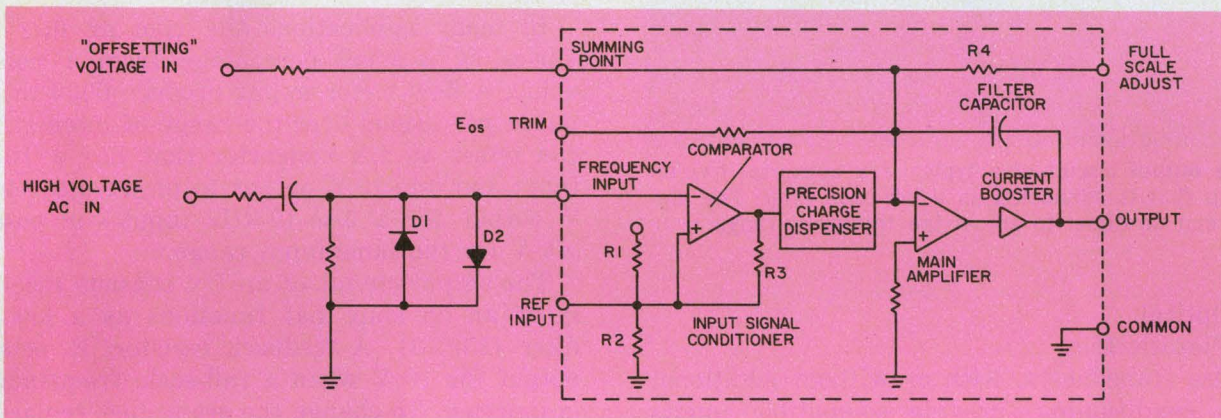 "OFFSETTING"
VOLTAGE IN
SUMMING
POINT
R4
FULL
SCALE
ADJUST
FILTER
CAPACITOR
Eos TRIM
COMPARATOR
HIGH VOLTAGE
AC IN
FREQUENCY
INPUT
PRECISION
CHARGE
DISPENSER
CURRENT
BOOSTER
D1
D2
R1
R3
OUTPUT
MAIN
AMPLIFIER
REF
INPUT
R2
INPUT SIGNAL
CONDITIONER
COMMON
−
+
−
+